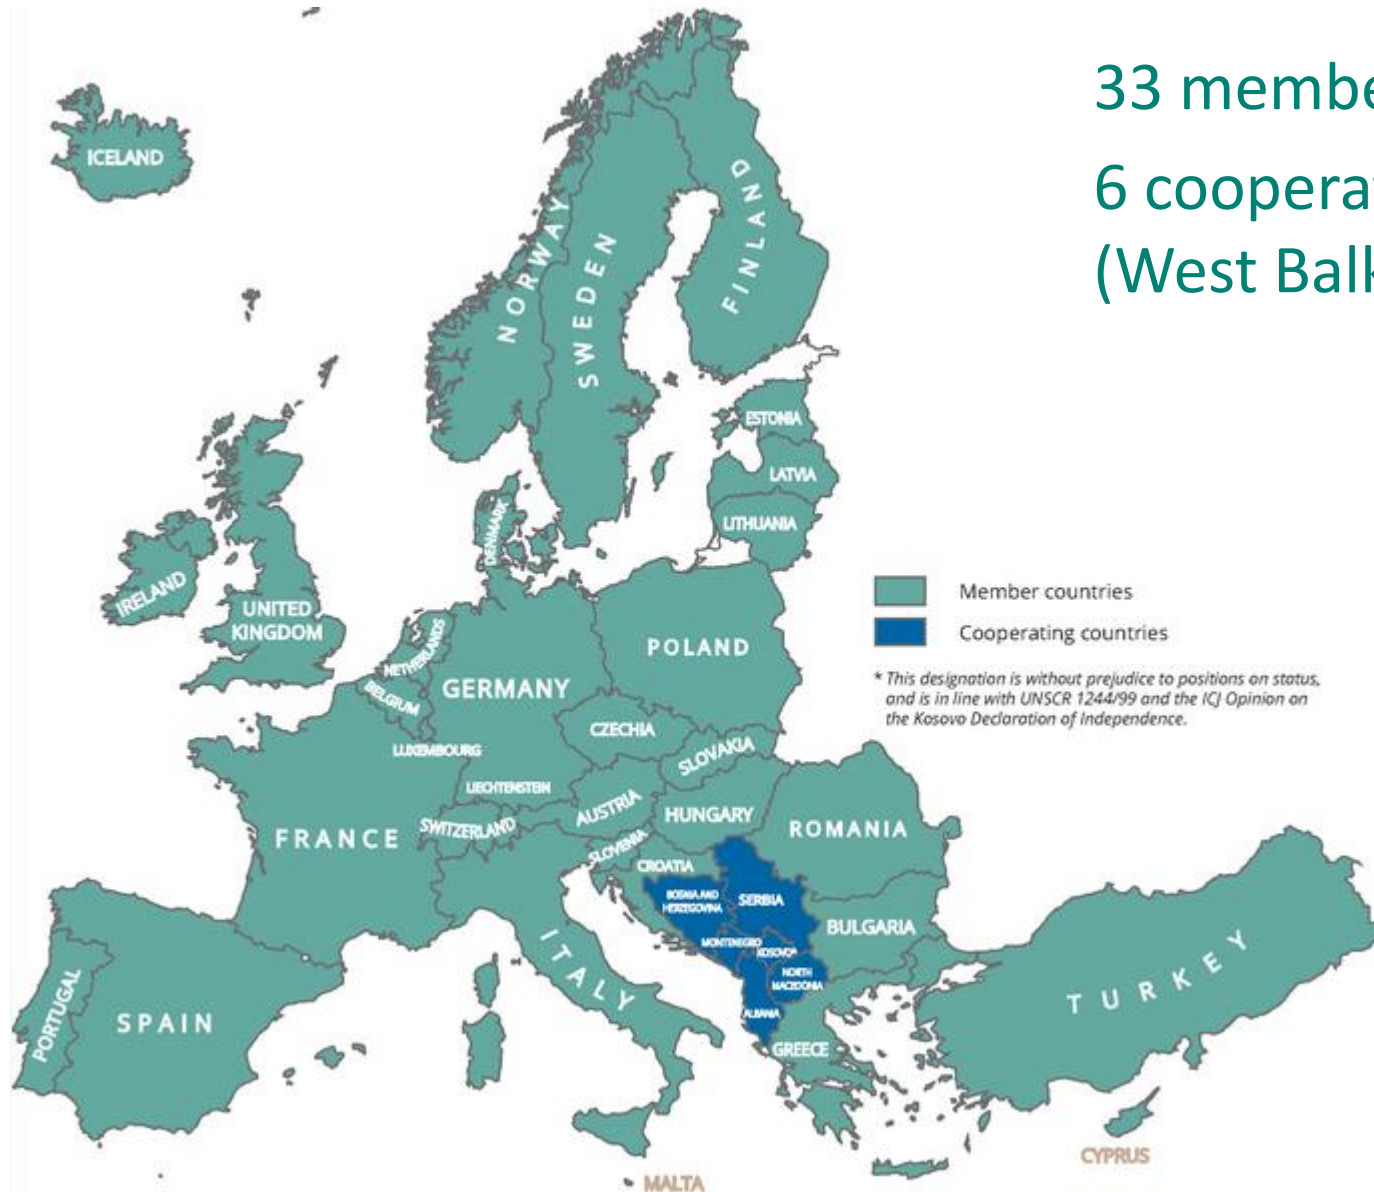 33 membe
6 coopera
(West Balk
ICELAND
NORWAY
SWEDEN
FINLAND
ESTONIA
LATVIA
LITHUANIA
DENMARK
IRELAND
UNITED
KINGDOM
NETHERLANDS
BELGIUM
GERMANY
POLAND
Member countries
Cooperating countries
* This designation is without prejudice to positions on status,
and is in line with UNSCR 1244/99 and the ICJ Opinion on
the Kosovo Declaration of Independence.
CZECHIA
LUXEMBOURG
SLOVAKIA
LIECHTENSTEIN
AUSTRIA
HUNGARY
SWITZERLAND
FRANCE
ROMANIA
SLOVENIA
CROATIA
BOSNIA AND
HERZEGOVINA
SERBIA
BULGARIA
MONTENEGRO
KOSOVO*
NORTH
MACEDONIA
ITALY
ALBANIA
TURKEY
PORTUGAL
SPAIN
GREECE
CYPRUS
MALTA